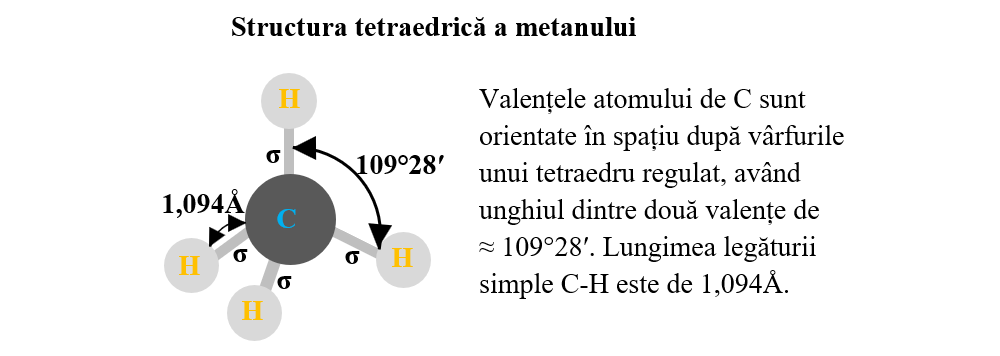 Structura tetraedrică a metanului
H
σ
109°28′
1,094Å
C
H
H
σ
σ
σ
H
Valențele atomului de C sunt
orientate în spațiu după vârfurile
unui tetraedru regulat, având
unghiul dintre două valențe de
≈ 109°28′. Lungimea legăturii
simple C-H este de 1,094Å.